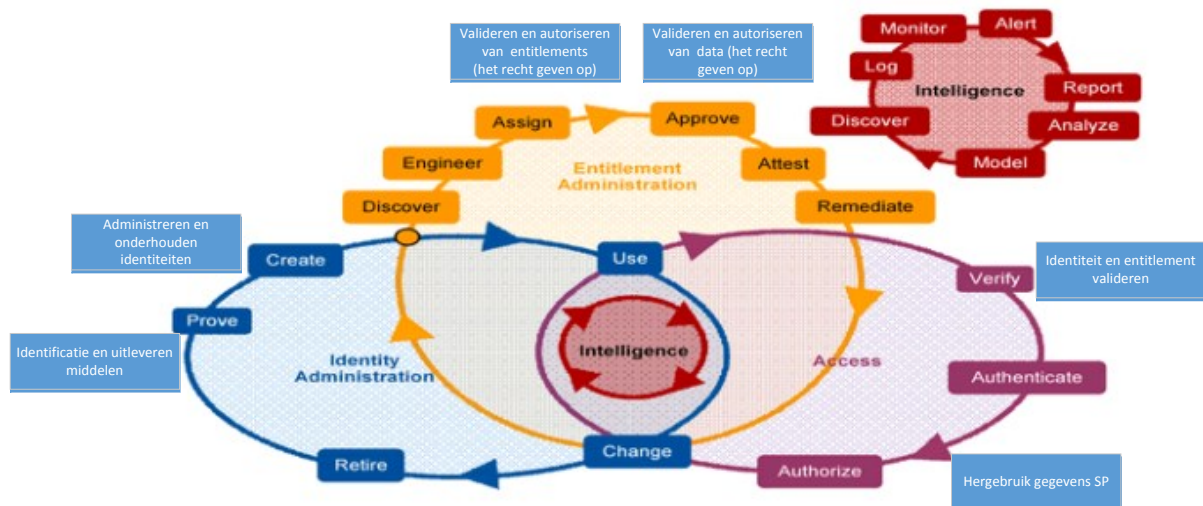 Valideren en autoriseren
van entitlements
(het recht geven op)
Valideren en autoriseren
van data (het recht
geven op)
Monitor
Alert
Log
Intelligence
Report
Discover
Analyze
Model
Assign
Approve
Engineer
Entitlement
Administration
Attest
Discover
Remediate
Administreren en
onderhouden
identiteiten
Create
Use
Verify
Identiteit en entitlement
valideren
Prove
Identificatie en uitleveren
middelen
Identity
Administration
Intelligence
Access
Authenticate
Retire
Change
Authorize
Hergebruik gegevens SP